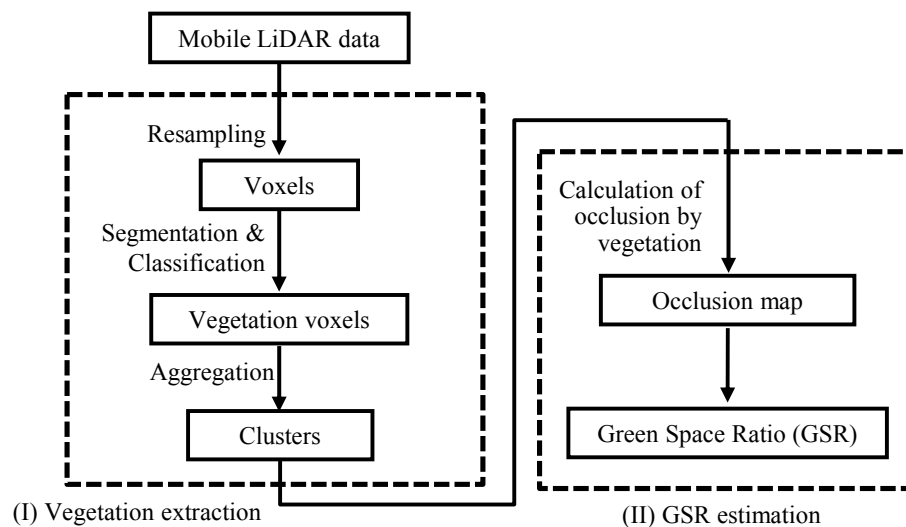 Mobile LiDAR data
Resampling
Voxels
Segmentation &
Classification
Vegetation voxels
Aggregation
Clusters
(I) Vegetation extraction
Calculation of
occlusion by
vegetation
Occlusion map
Green Space Ratio (GSR)
(II) GSR estimation